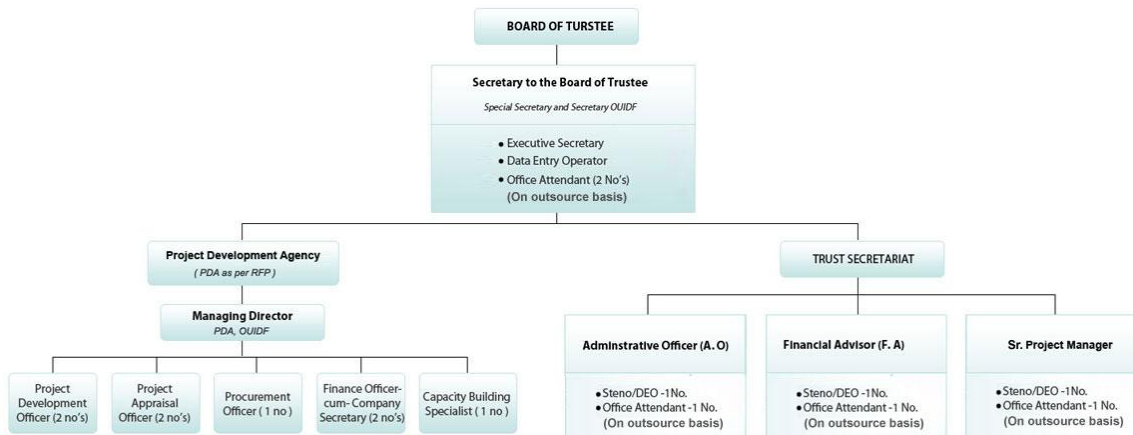 BOARD OF TURSTEE
Secretary to the Board of Trustee
Special Secretary and Secretary OUIDF
• Executive Secretary
• Data Entry Operator
• Office Attendant (2 No's)
(On outsource basis)
Project Development Agency
( PDA as per RFP )
Managing Director
PDA, OUIDF
Project
Development
Officer (2 no's)
Project
Appraisal
Officer (2 no's)
Procurement
Officer ( 1 no )
Finance Officer-
cum- Company
Secretary (2 no's)
Capacity Building
Specialist ( 1 no )
TRUST SECRETARIAT
Adminstrative Officer (A. O)
• Steno/DEO -1No.
• Office Attendant -1 No.
(On outsource basis)
Financial Advisor (F. A)
• Steno/DEO -1No.
• Office Attendant -1 No.
(On outsource basis)
Sr. Project Manager
• Steno/DEO -1No.
• Office Attendant -1 No.
(On outsource basis)